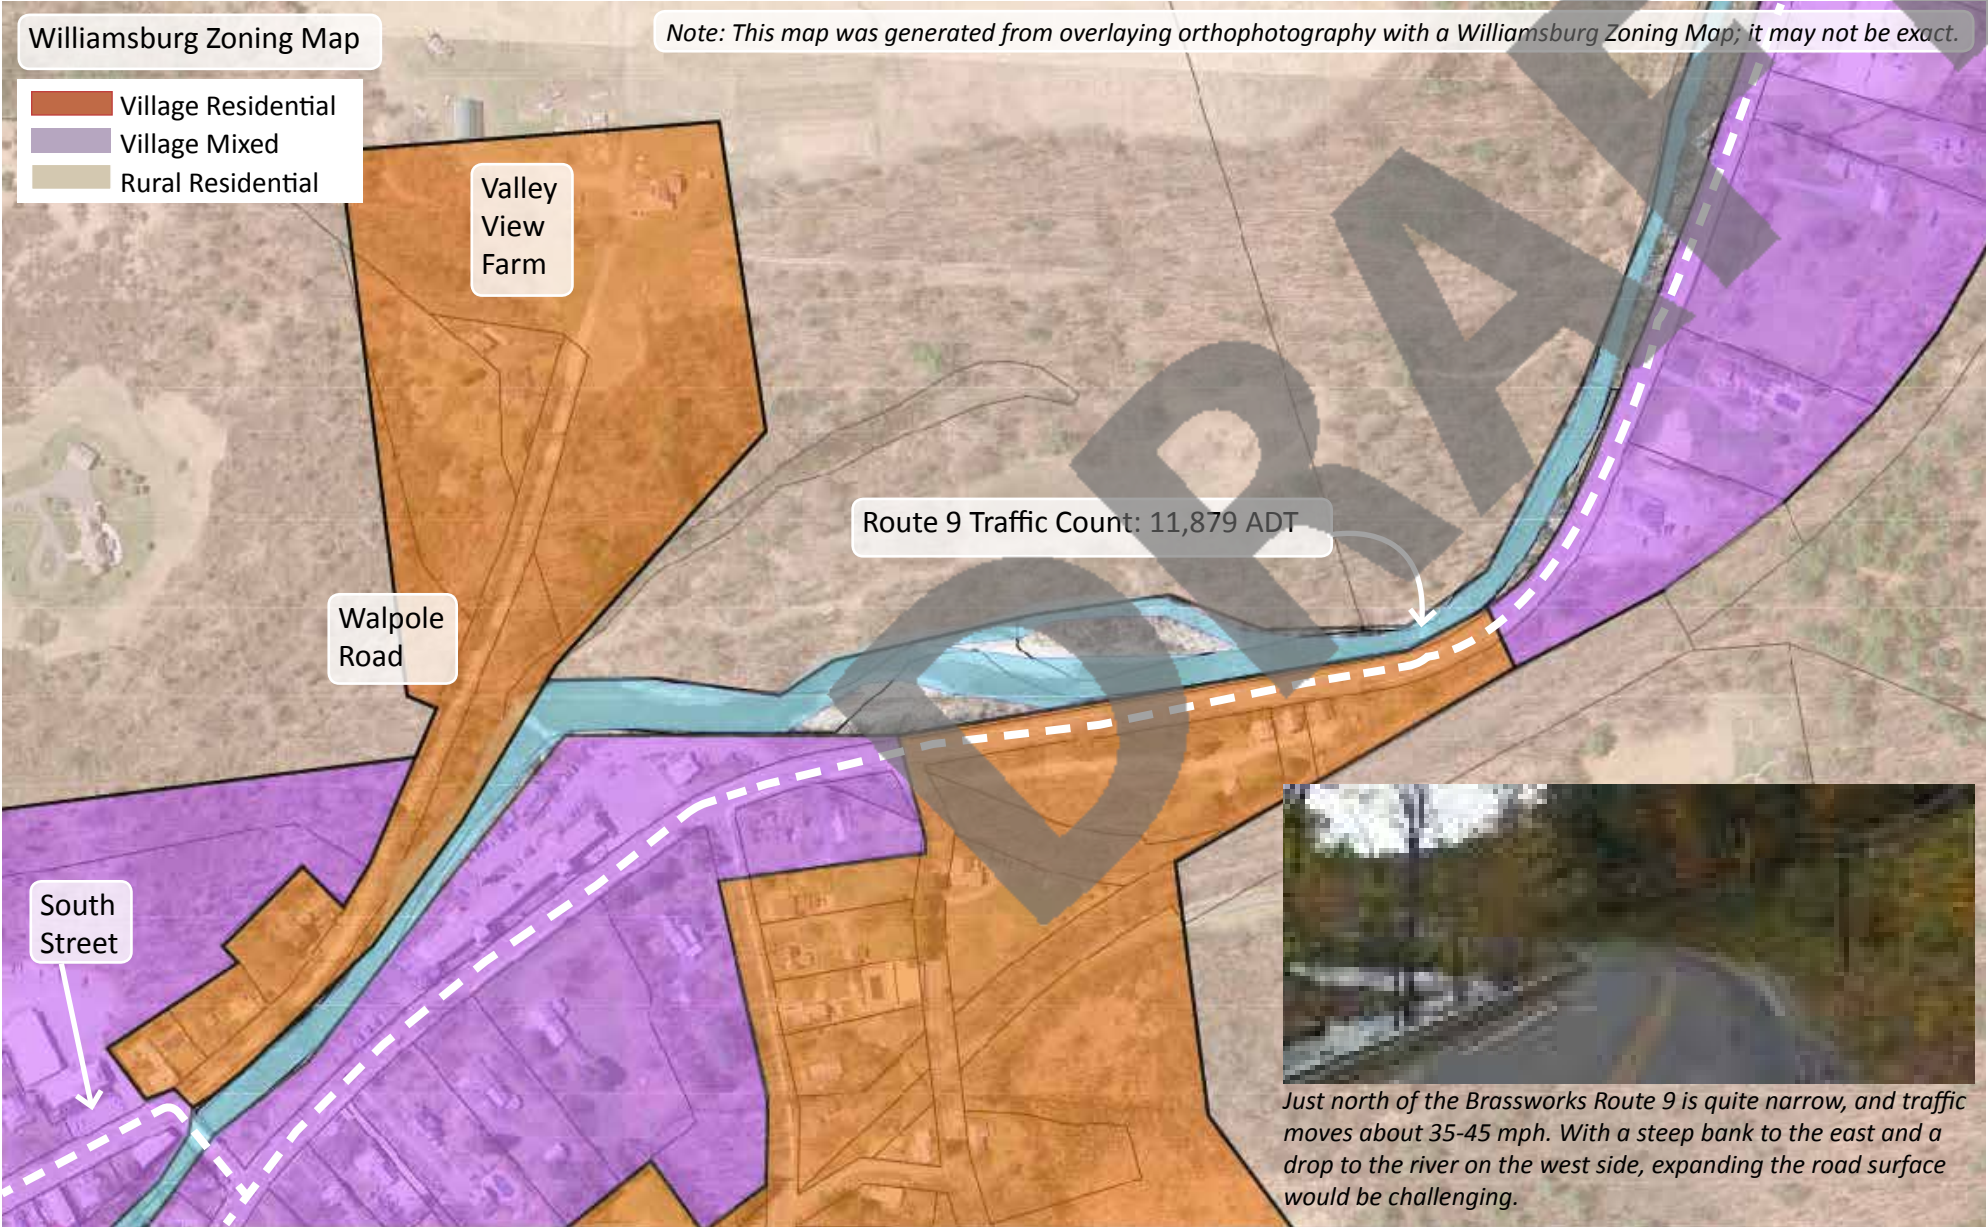 Williamsburg Zoning Map
Note: This map was generated from overlaying orthophotography with a Williamsburg Zoning Map; it may not be exact.
Village Residential
Village Mixed
Rural Residential
Valley
View
Farm
Route 9 Traffic Count: 11,879 ADT
Walpole
Road
South
Street
Just north of the Brassworks Route 9 is quite narrow, and traffic
moves about 35-45 mph. With a steep bank to the east and a
drop to the river on the west side, expanding the road surface
would be challenging.
DRAF